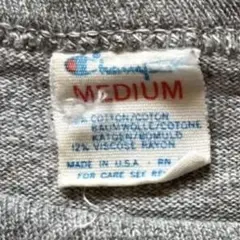 Champion
MEDIUM
COTTON/COTON
BAUMWOLLE/COTONE
KATOEN/BOMULD
12% VISCOSE RAYON
MADE IN U.S.A. RN
FOR CARE SEE RE